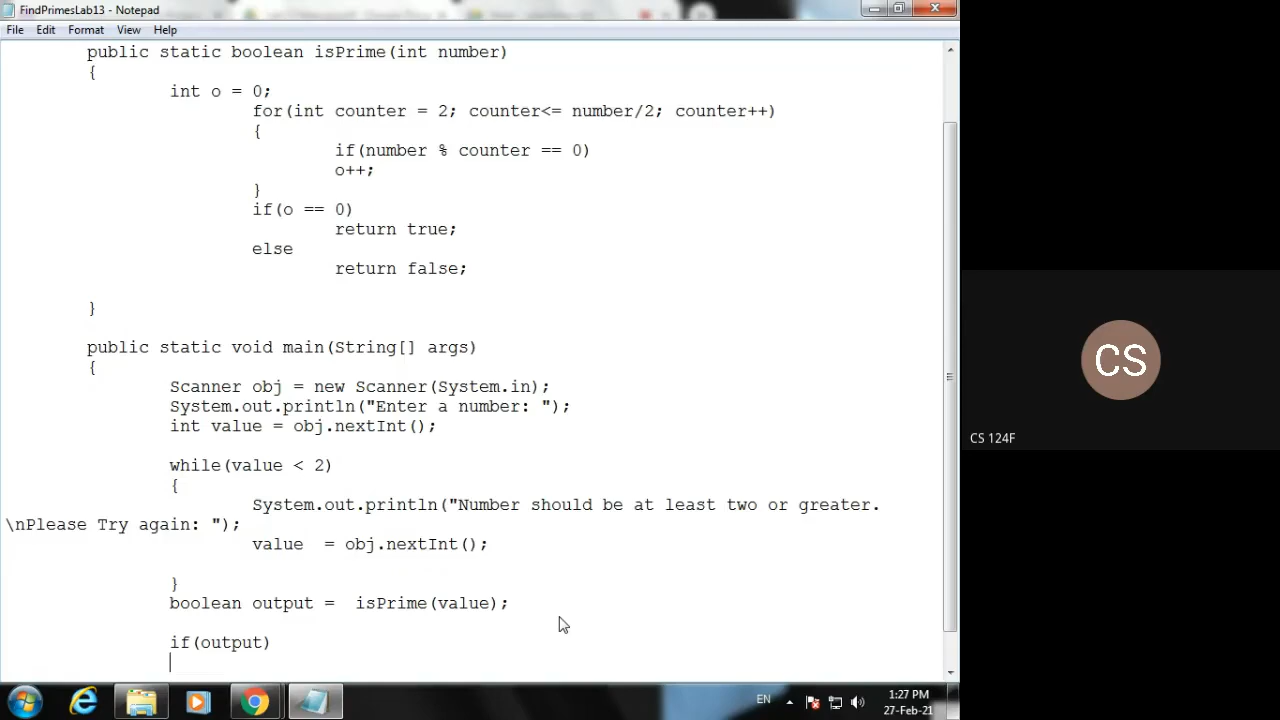 FindPrimesLab13 - Notepad
File Edit Format View Help
public static boolean isPrime(int number)
{
int o = 0;
for(int counter = 2; counter<= number/2; counter++)
{
if(number % counter == 0)
o++;
}
if(o == 0)
return true;
else
return false;
}
public static void main(String[] args)
{
Scanner obj = new Scanner(System.in);
System.out.println("Enter a number: ");
int value = obj.nextInt();
while(value < 2)
{
System.out.println("Number should be at least two or greater.
\nPlease Try again: ");
value  = obj.nextInt();
}
boolean output =  isPrime(value);
if(output)
CS
CS 124F
EN
1:27 PM
27-Feb-21